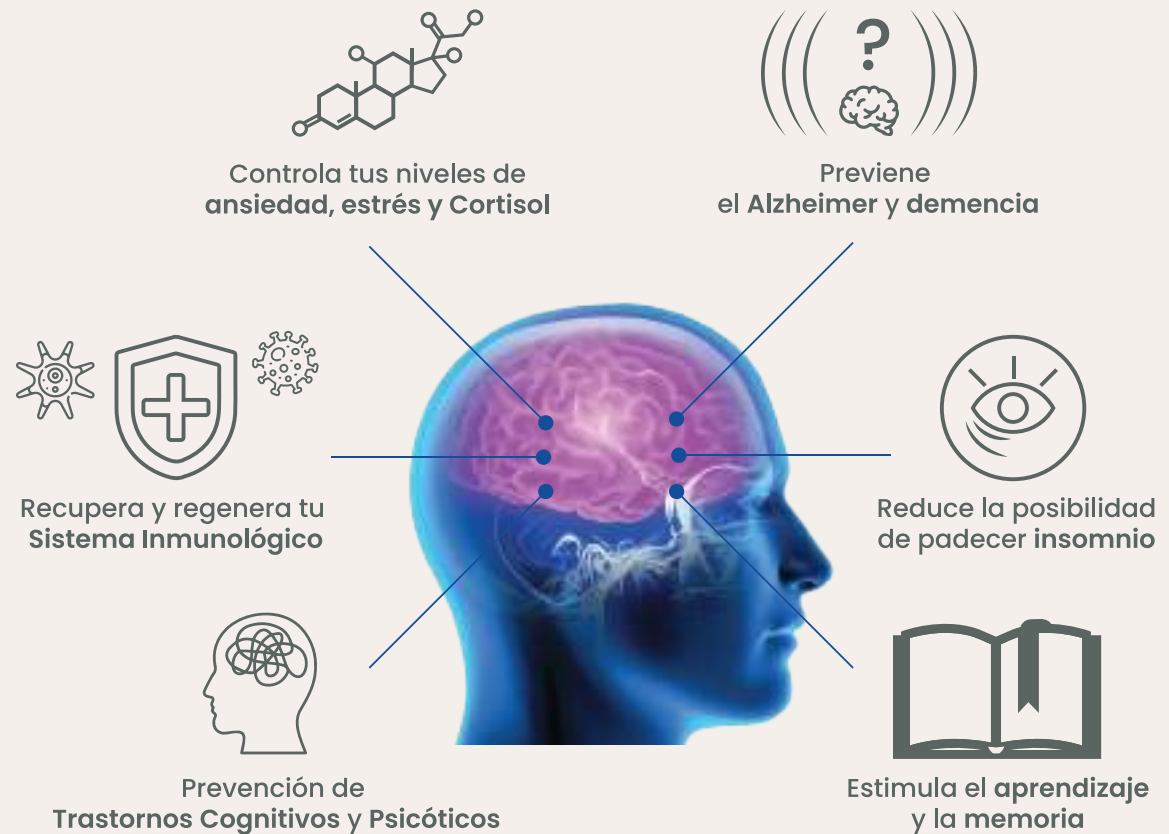 Controla tus niveles de
ansiedad, estrés y Cortisol
?
Previene
el Alzheimer y demencia
Recupera y regenera tu
Sistema Inmunológico
Reduce la posibilidad
de padecer insomnio
Prevención de
Trastornos Cognitivos y Psicóticos
Estimula el aprendizaje
y la memoria